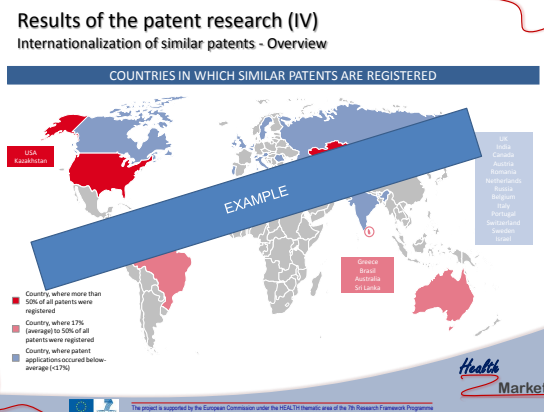 Results of the patent research (IV)
Internationalization of similar patents - Overview
COUNTRIES IN WHICH SIMILAR PATENTS ARE REGISTERED
USA
Kazakhstan
UK
India
Canada
Austria
Romania
Netherlands
Russia
Belgium
Italy
Portugal
Switzerland
Sweden
Israel
EXAMPLE
Greece
Brasil
Australia
Sri Lanka
Country, where more than
50% of all patents were
registered
Country, where 17%
(average) to 50% of all
patents were registered
Country, where patent
applications occured below-
average (<17%)
Health
Market
The project is supported by the European Commission under the HEALTH thematic area of the 7th Research Framework Programme